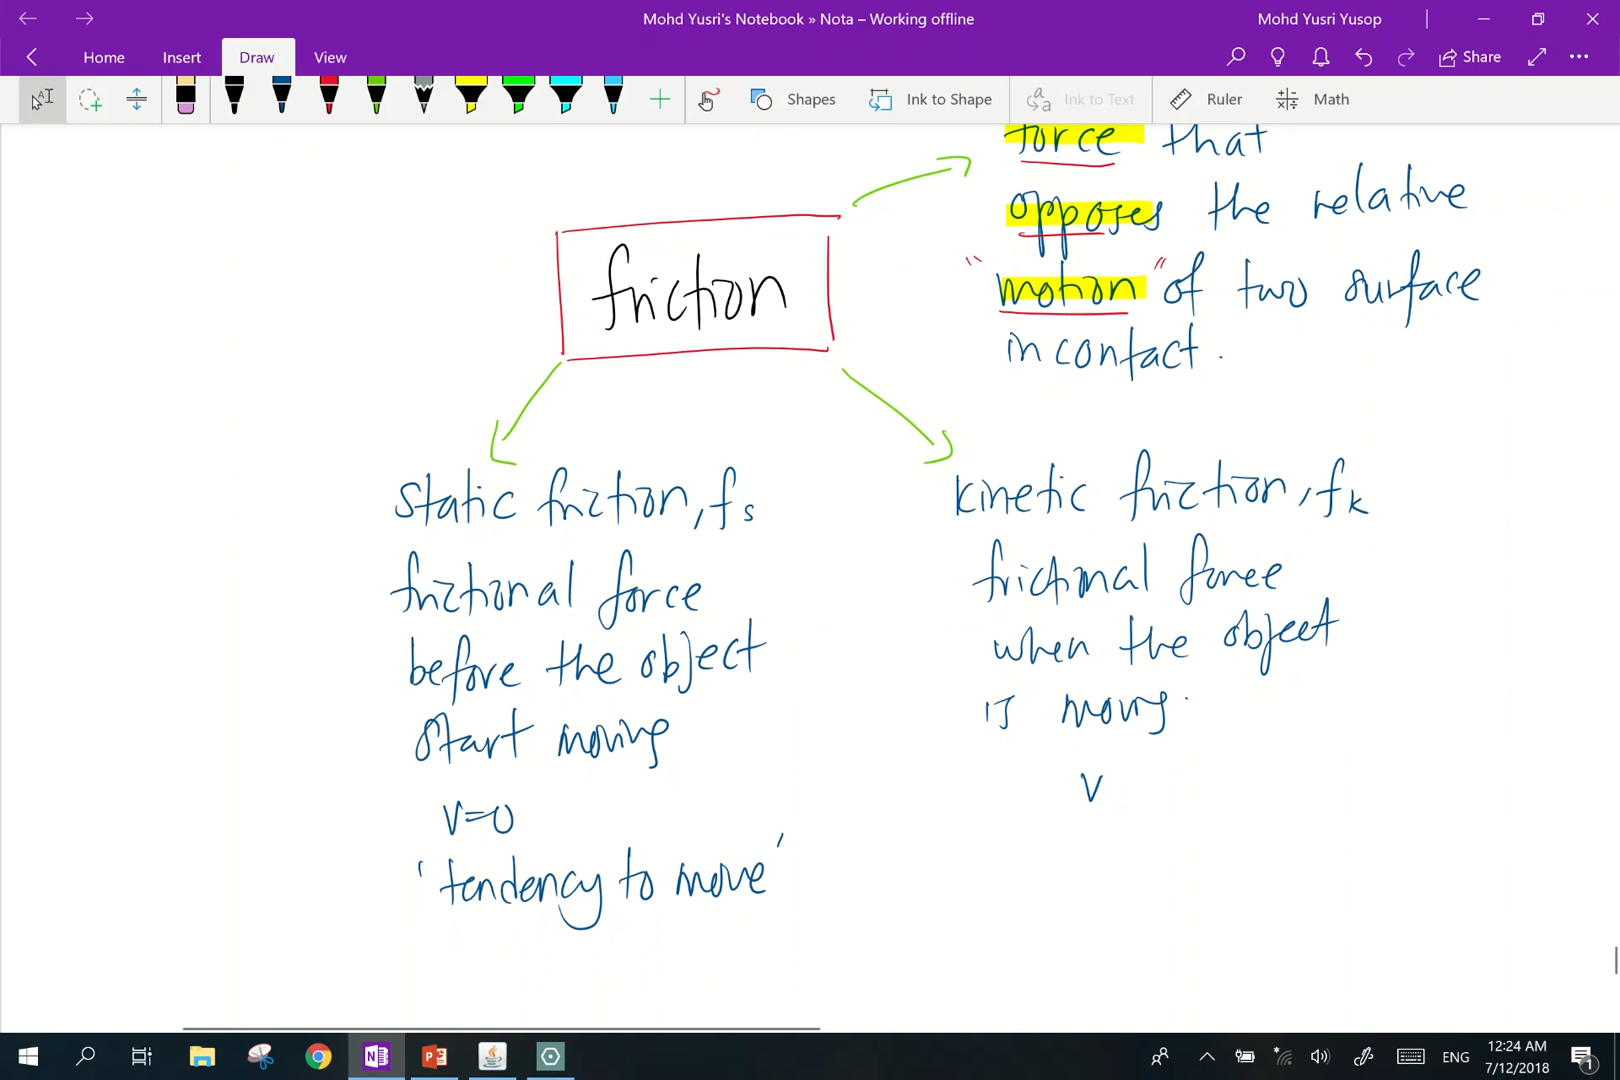 Mohd Yusri's Notebook » Nota – Working offline
Mohd Yusri Yusop
Home Insert Draw View
Share
Shapes
Ink to Shape
Ink to Text
Ruler
Math
force that
opposes the relative
"motion" of two surface
in contact.
friction
Static friction, fs
frictional force
before the object
start moving
v=0
'tendency to move'
Kinetic friction, fk
frictional force
when the object
is moving.
v
ENG
12:24 AM
7/12/2018
1